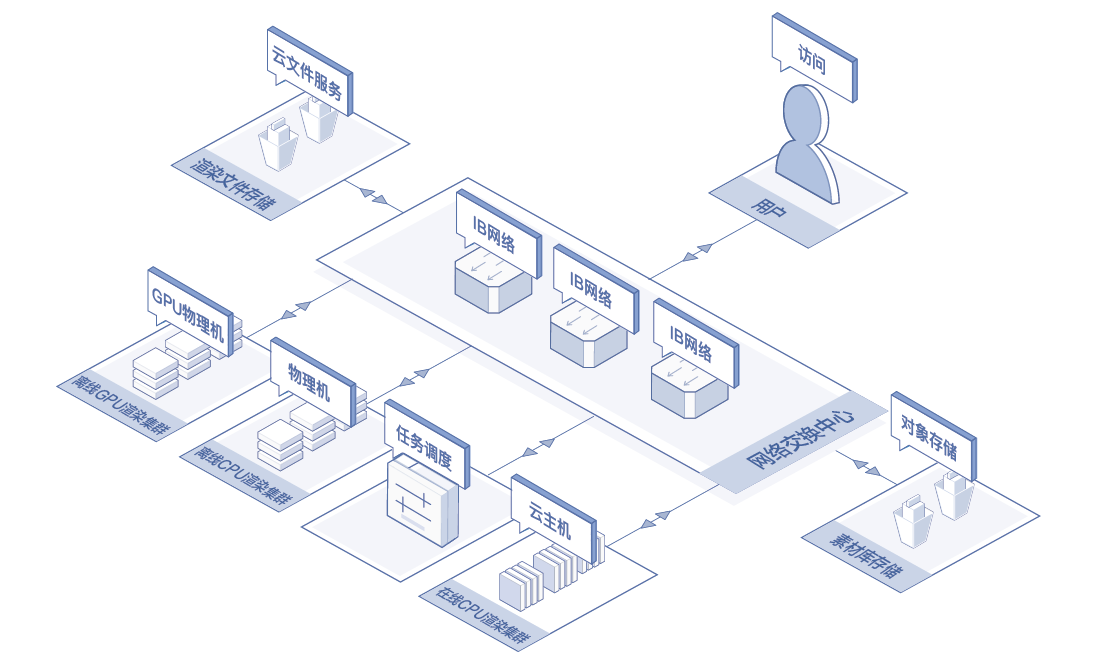 云文件服务
渲染文件存储
访问
用户
IB网络
IB网络
IB网络
网络交换中心
GPU物理机
离线GPU渲染集群
物理机
离线CPU渲染集群
任务调度
云主机
在线CPU渲染集群
对象存储
素材库存储